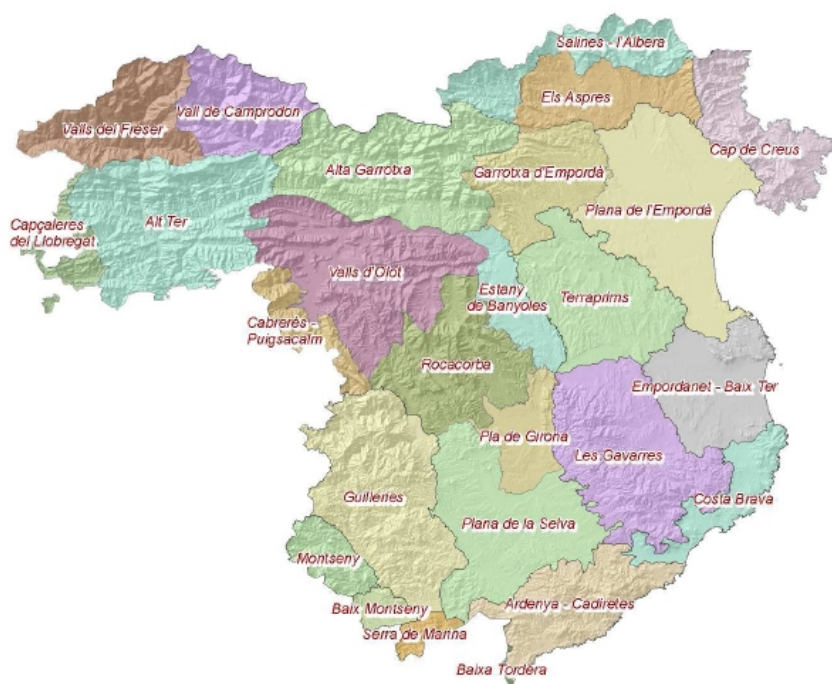 Salines - l'Albera
Vall de Camprodon
Els Aspres
Valls del Freser
Cap de Creus
Alta Garrotxa
Garrotxa d'Empordà
Plana de l'Empordà
Capçaleres
del Llobregat
Alt Ter
Valls d'Olot
Estany
de Banyoles
Terraprims
Cabrerès -
Puigsacalm
Rocacorba
Empordanet - Baix Ter
Pla de Girona
Les Gavarres
Guilleries
Costa Brava
Plana de la Selva
Montseny
Baix Montseny
Ardenya - Cadiretes
Serra de Marina
Baixa Tordera